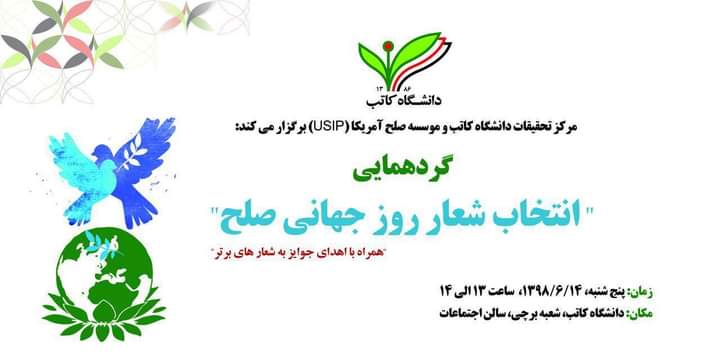 ۱۳ ۸۶
دانشگاه کاتب
مرکز تحقیقات دانشگاه کاتب و موسسه صلح آمریکا (USIP) برگزار می کند:
گردهمایی
" انتخاب شعار روز جهانی صلح"
"همراه با اهدای جوایز به شعار های برتر"
زمان: پنج شنبه، ۱۳۹۸/۶/۱۴، ساعت ۱۳ الی ۱۴
مکان: دانشگاه کاتب، شعبه برچی، سالن اجتماعات